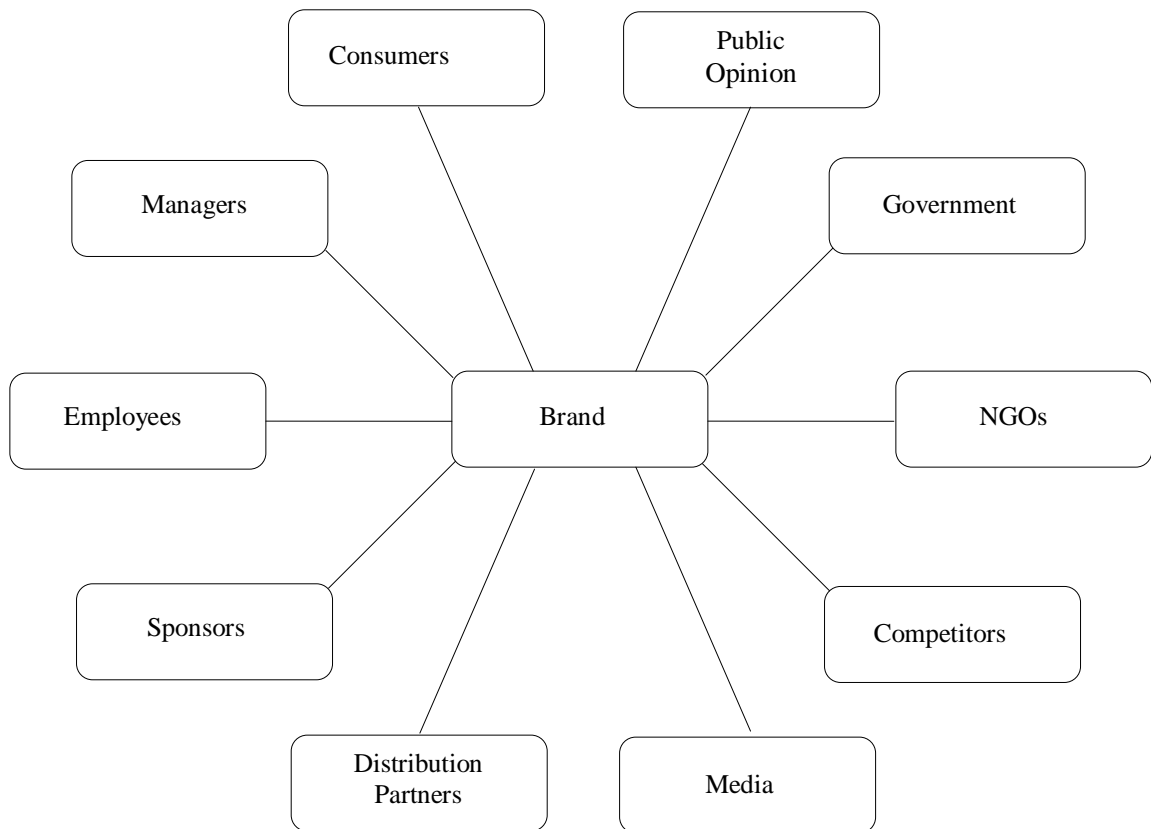 Consumers
Public
Opinion
Managers
Government
Employees
Brand
NGOs
Sponsors
Competitors
Distribution
Partners
Media